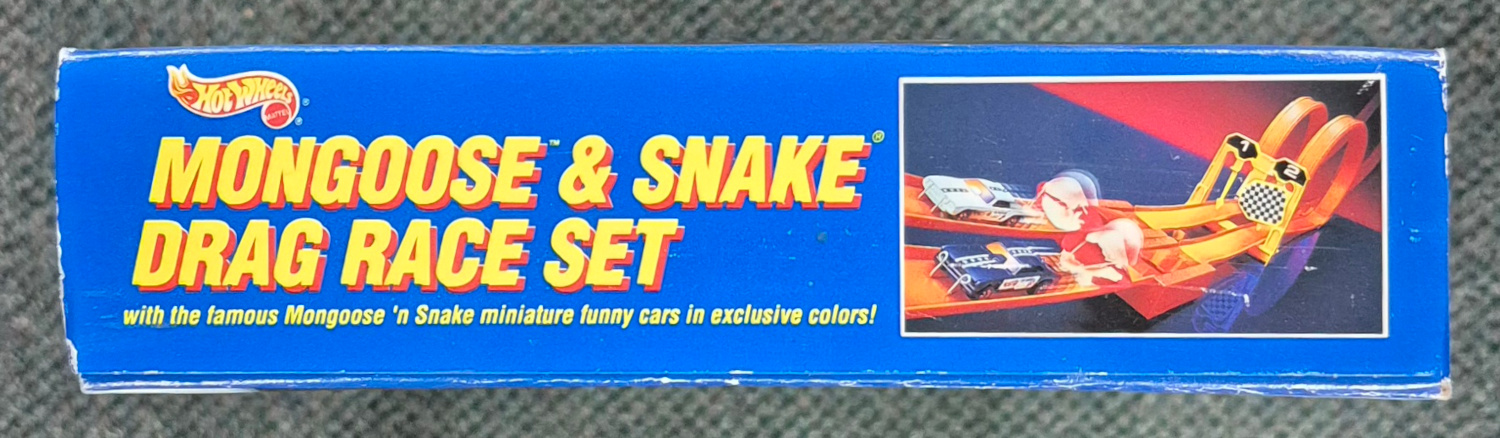 Hot Wheels®
MATTEL®
MONGOOSE™ & SNAKE®
DRAG RACE SET
with the famous Mongoose 'n Snake miniature funny cars in exclusive colors!
1
2